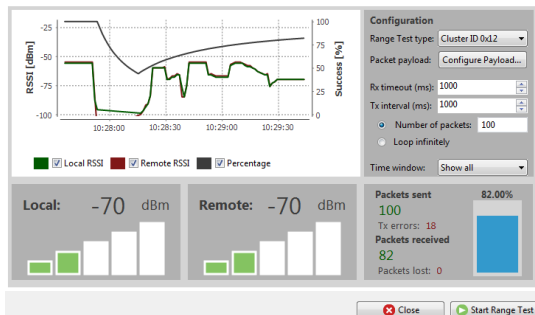 -25
-50
-75
-100
RSSI [dBm]
100
75
50
25
0
Success [%]
10:28:00 10:28:30 10:29:00 10:29:30
Local RSSI Remote RSSI Percentage
Configuration
Range Test type: Cluster ID 0x12
Packet payload: Configure Payload...
Rx timeout (ms): 1000
Tx interval (ms): 1000
Number of packets: 100
Loop infinitely
Time window: Show all
Local: -70 dBm
Remote: -70 dBm
Packets sent 82.00%
100
Tx errors: 18
Packets received
82
Packets lost: 0
Close Start Range Test